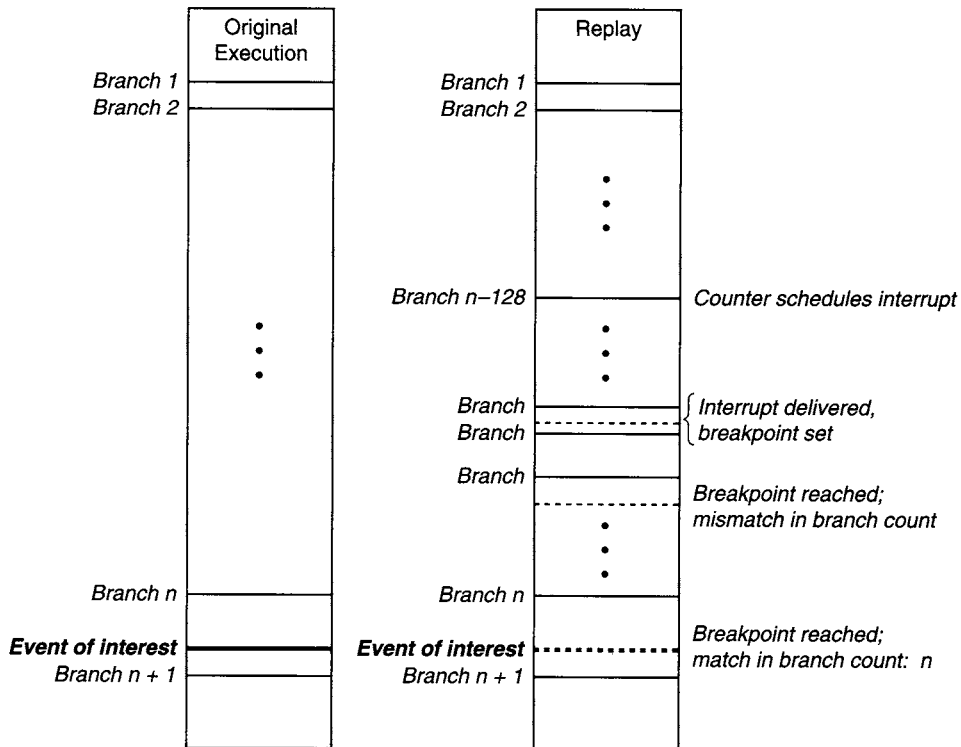 Original
Execution
Branch 1
Branch 2
Branch n
Event of interest
Branch n + 1
Replay
Branch 1
Branch 2
Branch n–128
Counter schedules interrupt
Branch
Interrupt delivered,
Branch
breakpoint set
Branch
Breakpoint reached;
mismatch in branch count
Branch n
Event of interest
Breakpoint reached;
match in branch count: n
Branch n + 1